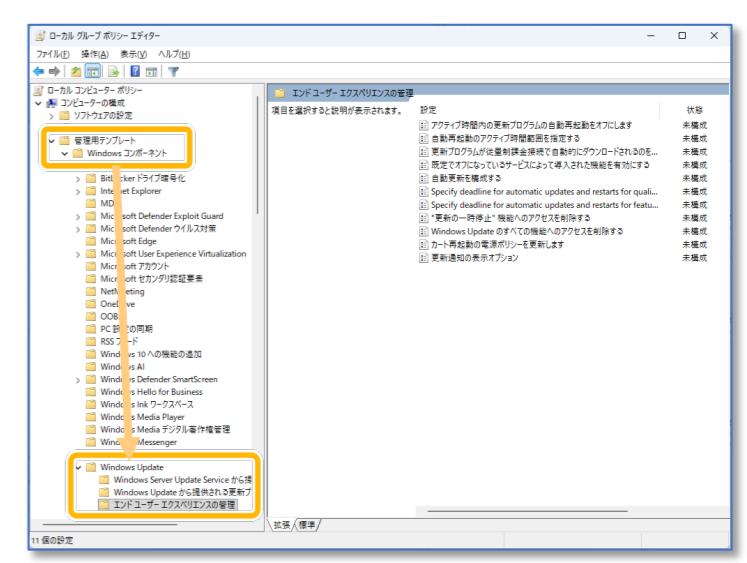 ローカル グループ ポリシー エディター
ファイル(F) 操作(A) 表示(V) ヘルプ(H)
ローカル コンピューター ポリシー
コンピューターの構成
ソフトウェアの設定
管理用テンプレート
Windows コンポーネント
BitLocker ドライブ暗号化
Internet Explorer
MD
Microsoft Defender Exploit Guard
Microsoft Defender ウイルス対策
Microsoft Edge
Microsoft User Experience Virtualization
Microsoft アカウント
Microsoft セカンダリ認証要素
NetMeeting
OneDrive
OOB
PC 設定の同期
RSS フィード
Windows 10 への機能の追加
Windows AI
Windows Defender SmartScreen
Windows Hello for Business
Windows Ink ワークスペース
Windows Media Player
Windows Media デジタル著作権管理
Windows Messenger
Windows Update
Windows Server Update Service から提
Windows Update から提供される更新プ
エンド ユーザー エクスペリエンスの管理
エンド ユーザー エクスペリエンスの管理
項目を選択すると説明が表示されます。
設定 状態
アクティブ時間内の更新プログラムの自動再起動をオフにします 未構成
自動再起動のアクティブ時間範囲を指定する 未構成
更新プログラムが従量制課金接続で自動的にダウンロードされるのを... 未構成
既定でオフになっているサービスによって導入された機能を有効にする 未構成
自動更新を構成する 未構成
Specify deadline for automatic updates and restarts for quali... 未構成
Specify deadline for automatic updates and restarts for featu... 未構成
"更新の一時停止" 機能へのアクセスを削除する 未構成
Windows Update のすべての機能へのアクセスを削除する 未構成
カート再起動の電源ポリシーを更新します 未構成
更新通知の表示オプション 未構成
拡張 標準
11 個の設定